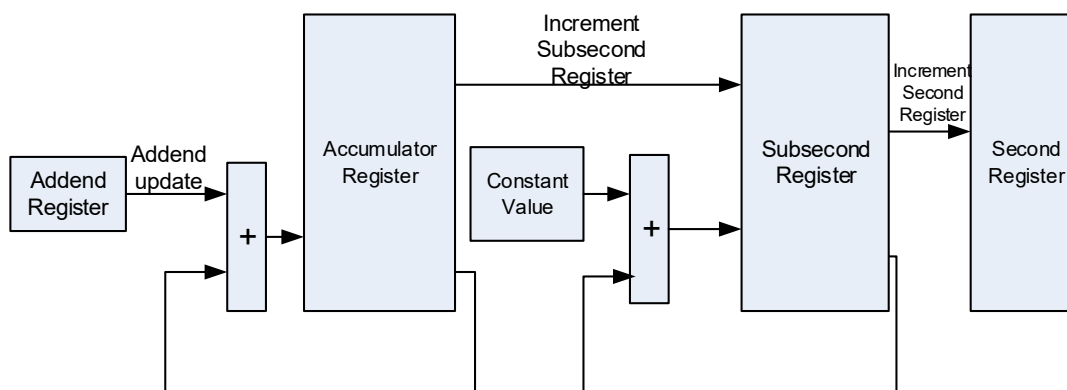 Increment
Subsecond
Register
Increment
Second
Register
Accumulator
Register
Subsecond
Register
Second
Register
Addend
update
Addend
Register
Constant
Value
+
+